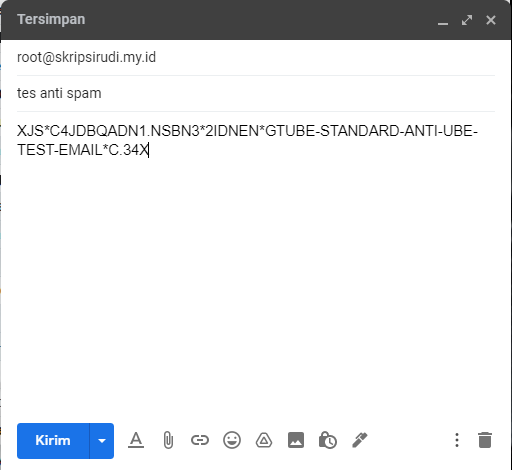 Tersimpan
root@skripsirudi.my.id
tes anti spam
XJS*C4JDBQADN1.NSBN3*2IDNEN*GTUBE-STANDARD-ANTI-UBE-
TEST-EMAIL*C.34X
Kirim